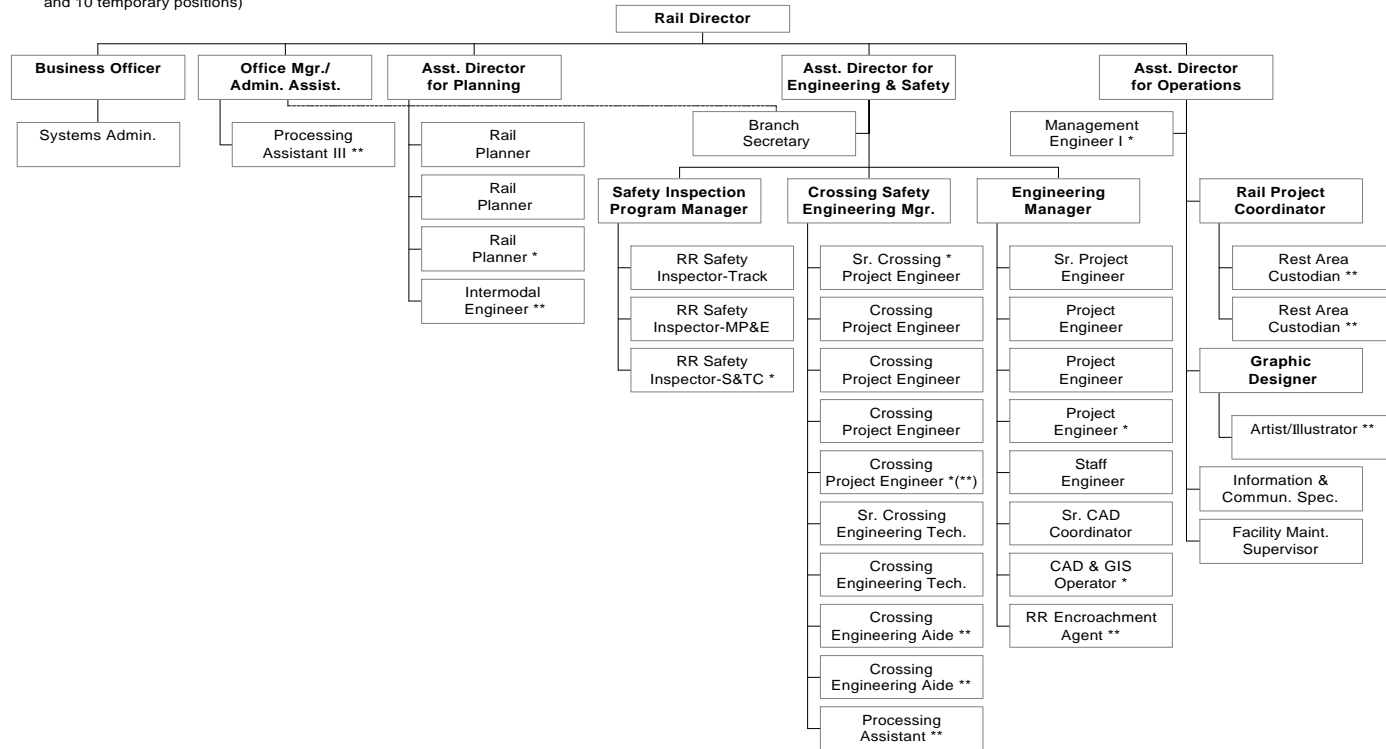 and 10 temporary positions)
Rail Director
Business Officer
Office Mgr./
Admin. Assist.
Asst. Director
for Planning
Asst. Director for
Engineering & Safety
Asst. Director
for Operations
Systems Admin.
Processing
Assistant III **
Rail
Planner
Rail
Planner
Rail
Planner *
Intermodal
Engineer **
Branch
Secretary
Safety Inspection
Program Manager
RR Safety
Inspector-Track
RR Safety
Inspector-MP&E
RR Safety
Inspector-S&TC *
Crossing Safety
Engineering Mgr.
Sr. Crossing *
Project Engineer
Crossing
Project Engineer
Crossing
Project Engineer
Crossing
Project Engineer
Crossing
Project Engineer *(**)
Sr. Crossing
Engineering Tech.
Crossing
Engineering Tech.
Crossing
Engineering Aide **
Crossing
Engineering Aide **
Processing
Assistant **
Engineering
Manager
Sr. Project
Engineer
Project
Engineer
Project
Engineer
Project
Engineer *
Staff
Engineer
Sr. CAD
Coordinator
CAD & GIS
Operator *
RR Encroachment
Agent **
Management
Engineer I *
Rail Project
Coordinator
Rest Area
Custodian **
Rest Area
Custodian **
Graphic
Designer
Artist/Illustrator **
Information &
Commun. Spec.
Facility Maint.
Supervisor